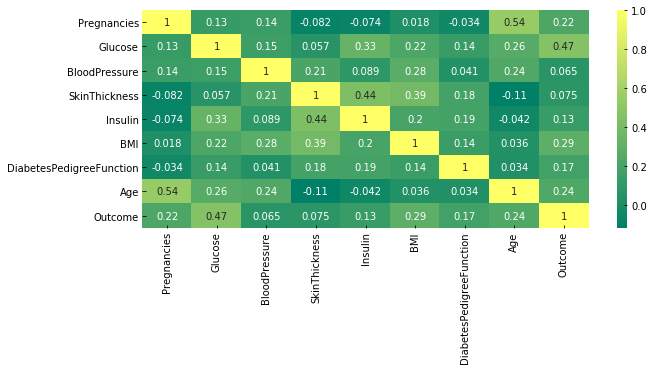 Pregnancies 1 0.13 0.14 -0.082 -0.074 0.018 -0.034 0.54 0.22
Glucose 0.13 1 0.15 0.057 0.33 0.22 0.14 0.26 0.47
BloodPressure 0.14 0.15 1 0.21 0.089 0.28 0.041 0.24 0.065
SkinThickness -0.082 0.057 0.21 1 0.44 0.39 0.18 -0.11 0.075
Insulin -0.074 0.33 0.089 0.44 1 0.2 0.19 -0.042 0.13
BMI 0.018 0.22 0.28 0.39 0.2 1 0.14 0.036 0.29
DiabetesPedigreeFunction -0.034 0.14 0.041 0.18 0.19 0.14 1 0.034 0.17
Age 0.54 0.26 0.24 -0.11 -0.042 0.036 0.034 1 0.24
Outcome 0.22 0.47 0.065 0.075 0.13 0.29 0.17 0.24 1
Pregnancies
Glucose
BloodPressure
SkinThickness
Insulin
BMI
DiabetesPedigreeFunction
Age
Outcome
1.0
0.8
0.6
0.4
0.2
0.0